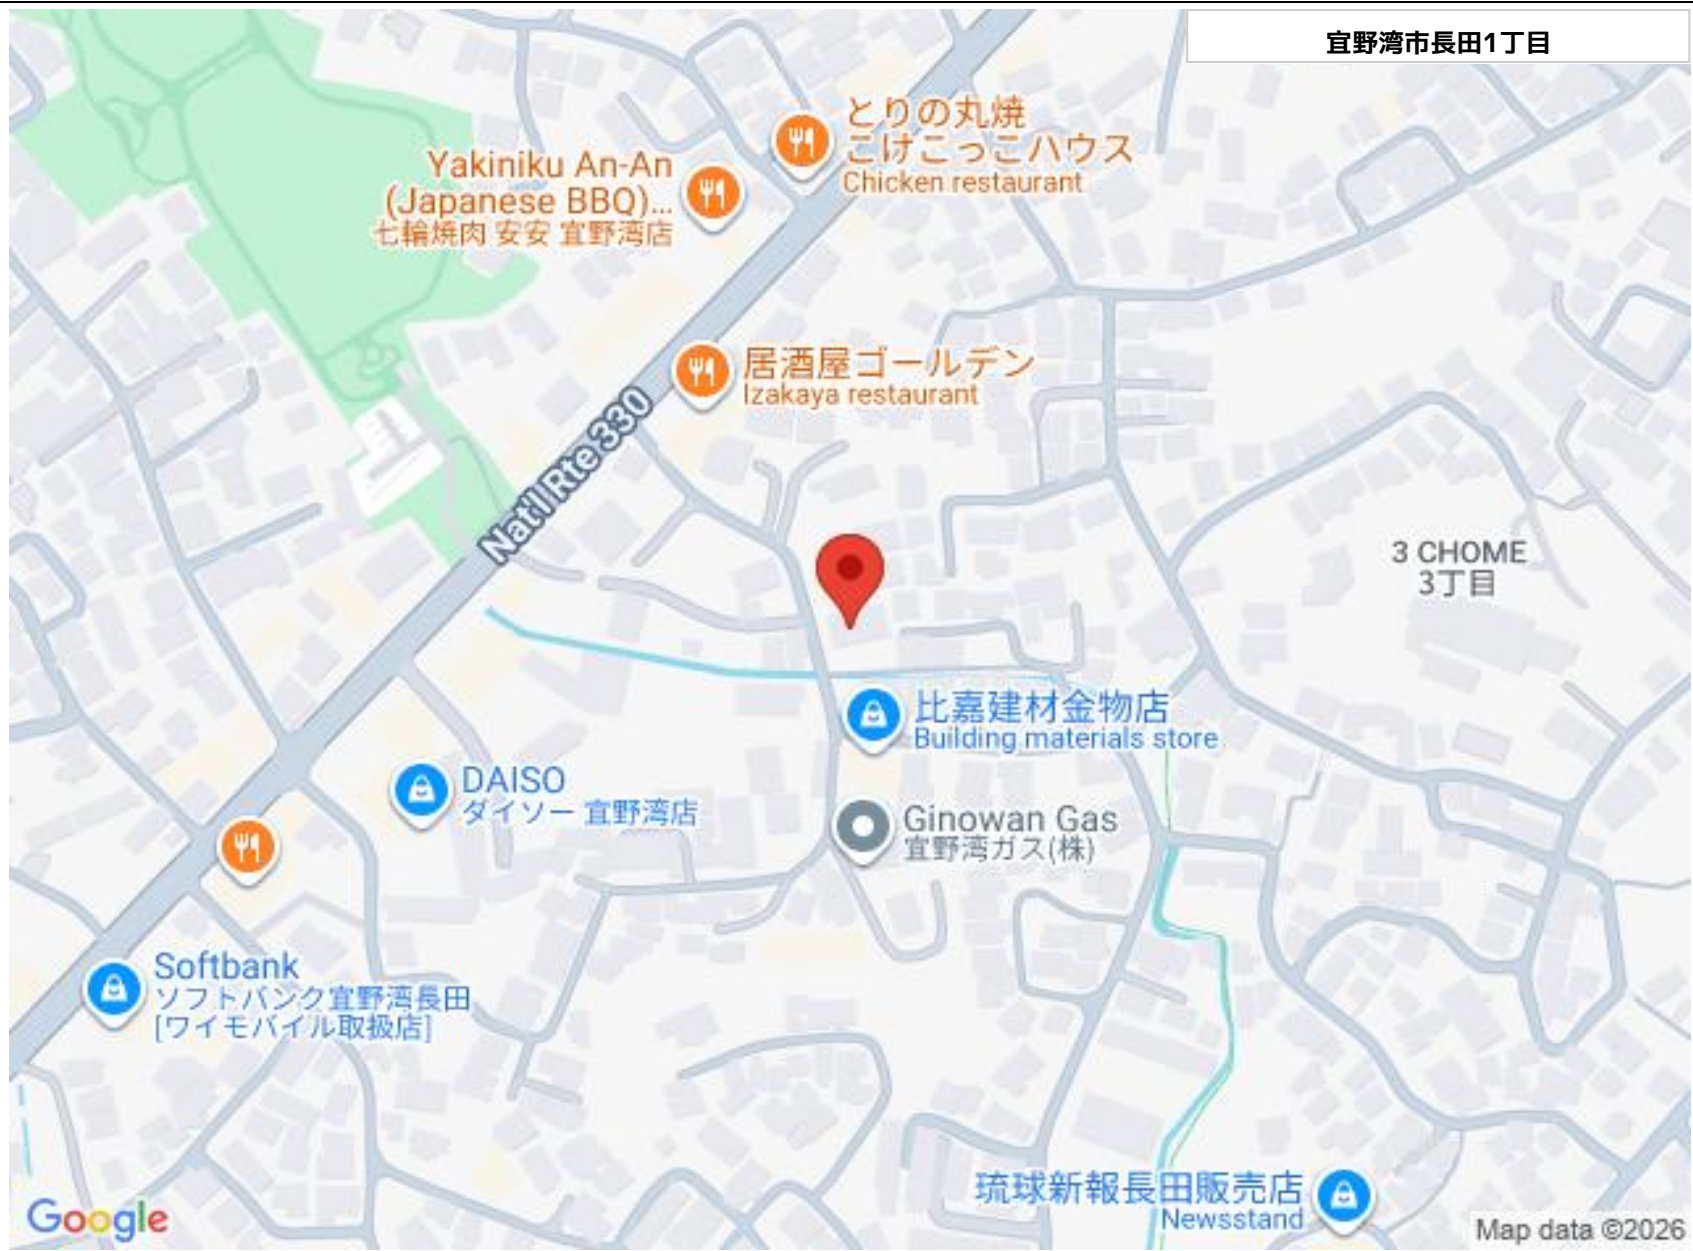 宜野湾市長田1丁目
とりの丸焼
こけこっこハウス
Chicken restaurant
Yakiniku An-An
(Japanese BBQ)...
七輪焼肉 安安 宜野湾店
居酒屋ゴールデン
Izakaya restaurant
Nat'l Rte 330
3 CHOME
3丁目
比嘉建材金物店
Building materials store
DAISO
ダイソー 宜野湾店
Ginowan Gas
宜野湾ガス(株)
Softbank
ソフトバンク宜野湾長田
[ワイモバイル取扱店]
琉球新報長田販売店
Newsstand
Google
Map data ©2026